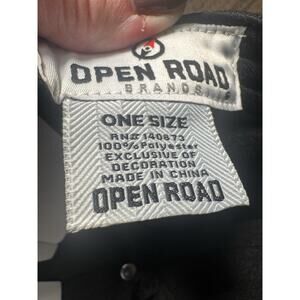 OPEN ROAD
BRANDS
ONE SIZE
RN# 140873
100% Polyester
EXCLUSIVE OF
DECORATION
MADE IN CHINA
OPEN ROAD